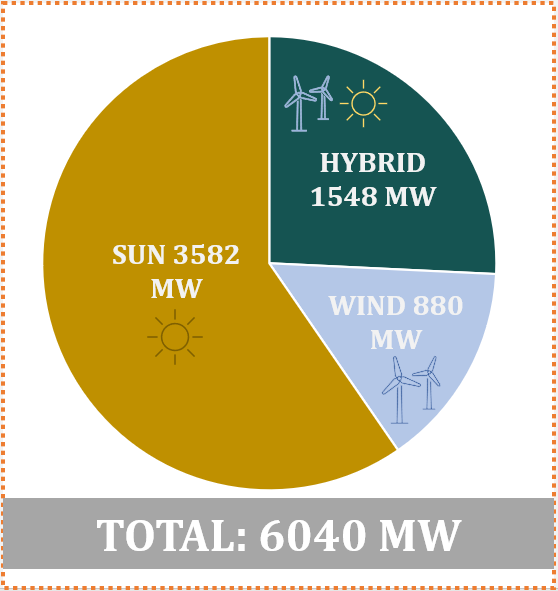 HYBRID
1548 MW
SUN 3582
MW
WIND 880
MW
TOTAL: 6040 MW